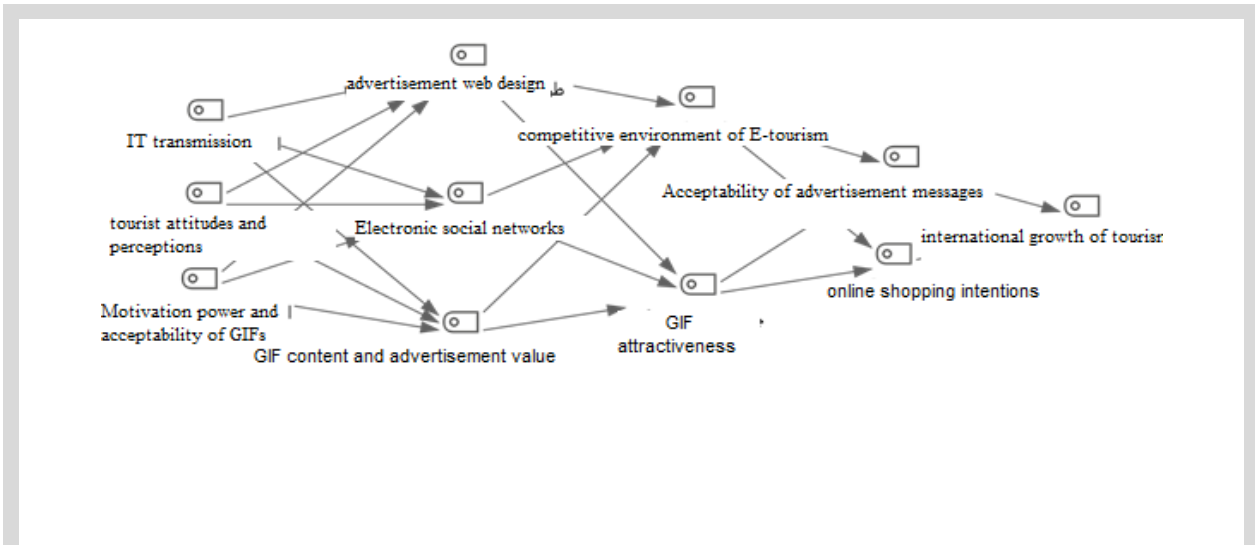 advertisement web design ط
IT transmission
competitive environment of E-tourism
tourist attitudes and
perceptions
Electronic social networks
Acceptability of advertisement messages
international growth of tourisr
Motivation power and
acceptability of GIFs
GIF content and advertisement value
GIF
attractiveness
online shopping intentions